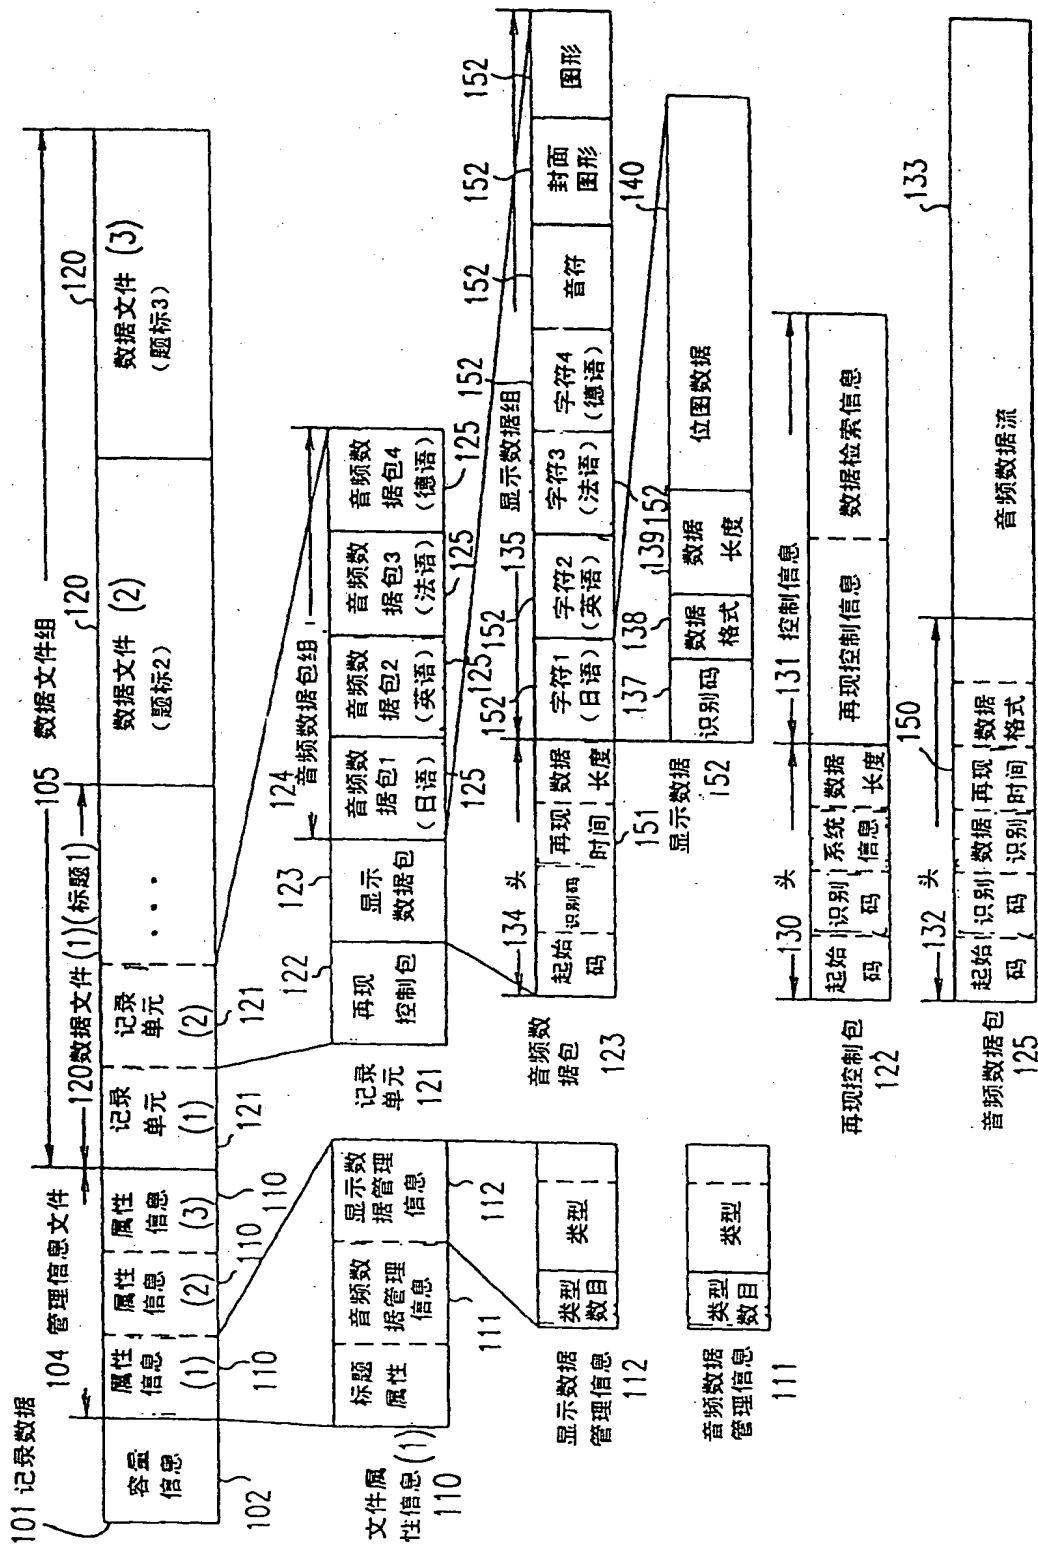 101 记录数据
104 管理信息文件
105 数据文件组
120数据文件(1)(标题1)
120
120
容量
信息
属性
信息
(1)
属性
信息
(2)
属性
信息
(3)
记录
单元
(1)
记录
单元
(2)
...
数据文件 (2)
(题标2)
数据文件 (3)
(题标3)
102
110
110
110
121
121
文件属
性信息(1)
110
标题
属性
音频数
据管理
信息
显示数
据管理
信息
111
112
记录
单元
121
122
123
124
音频数据包组
再现
控制包
显示
数据包
音频数
据包1
(日语)
音频数
据包2
(英语)
音频数
据包3
(法语)
音频数
据包4
(德语)
125
125
125
125
显示数据
管理信息
112
类型
数目
类型
音频数据
管理信息
111
类型
数目
类型
音频数
据包
123
134 头
135 显示数据组
152
152
152
152
152
152
起始
码
识别码
再现
时间
数据
长度
字符1
(日语)
字符2
(英语)
字符3
(法语)
字符4
(德语)
音符
封面
图形
图形
151
152
显示数据
152
137
138
139
140
识别码
数据
格式
数据
长度
位图数据
再现控制包
122
130 头
131 控制信息
起始
码
识别
码
系统
信息
数据
长度
再现控制信息
数据检索信息
音频数据包
125
132 头
150
133
起始
码
识别
码
数据
识别
再现
时间
数据
格式
音频数据流